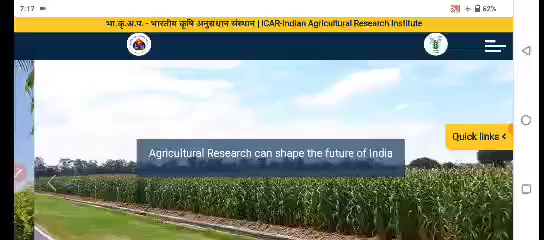 7:17 62%
भा.कृ.अ.प.- भारतीय कृषि अनुसंधान संस्थान | ICAR-Indian Agricultural Research Institute
Quick links <
Agricultural Research can shape the future of India